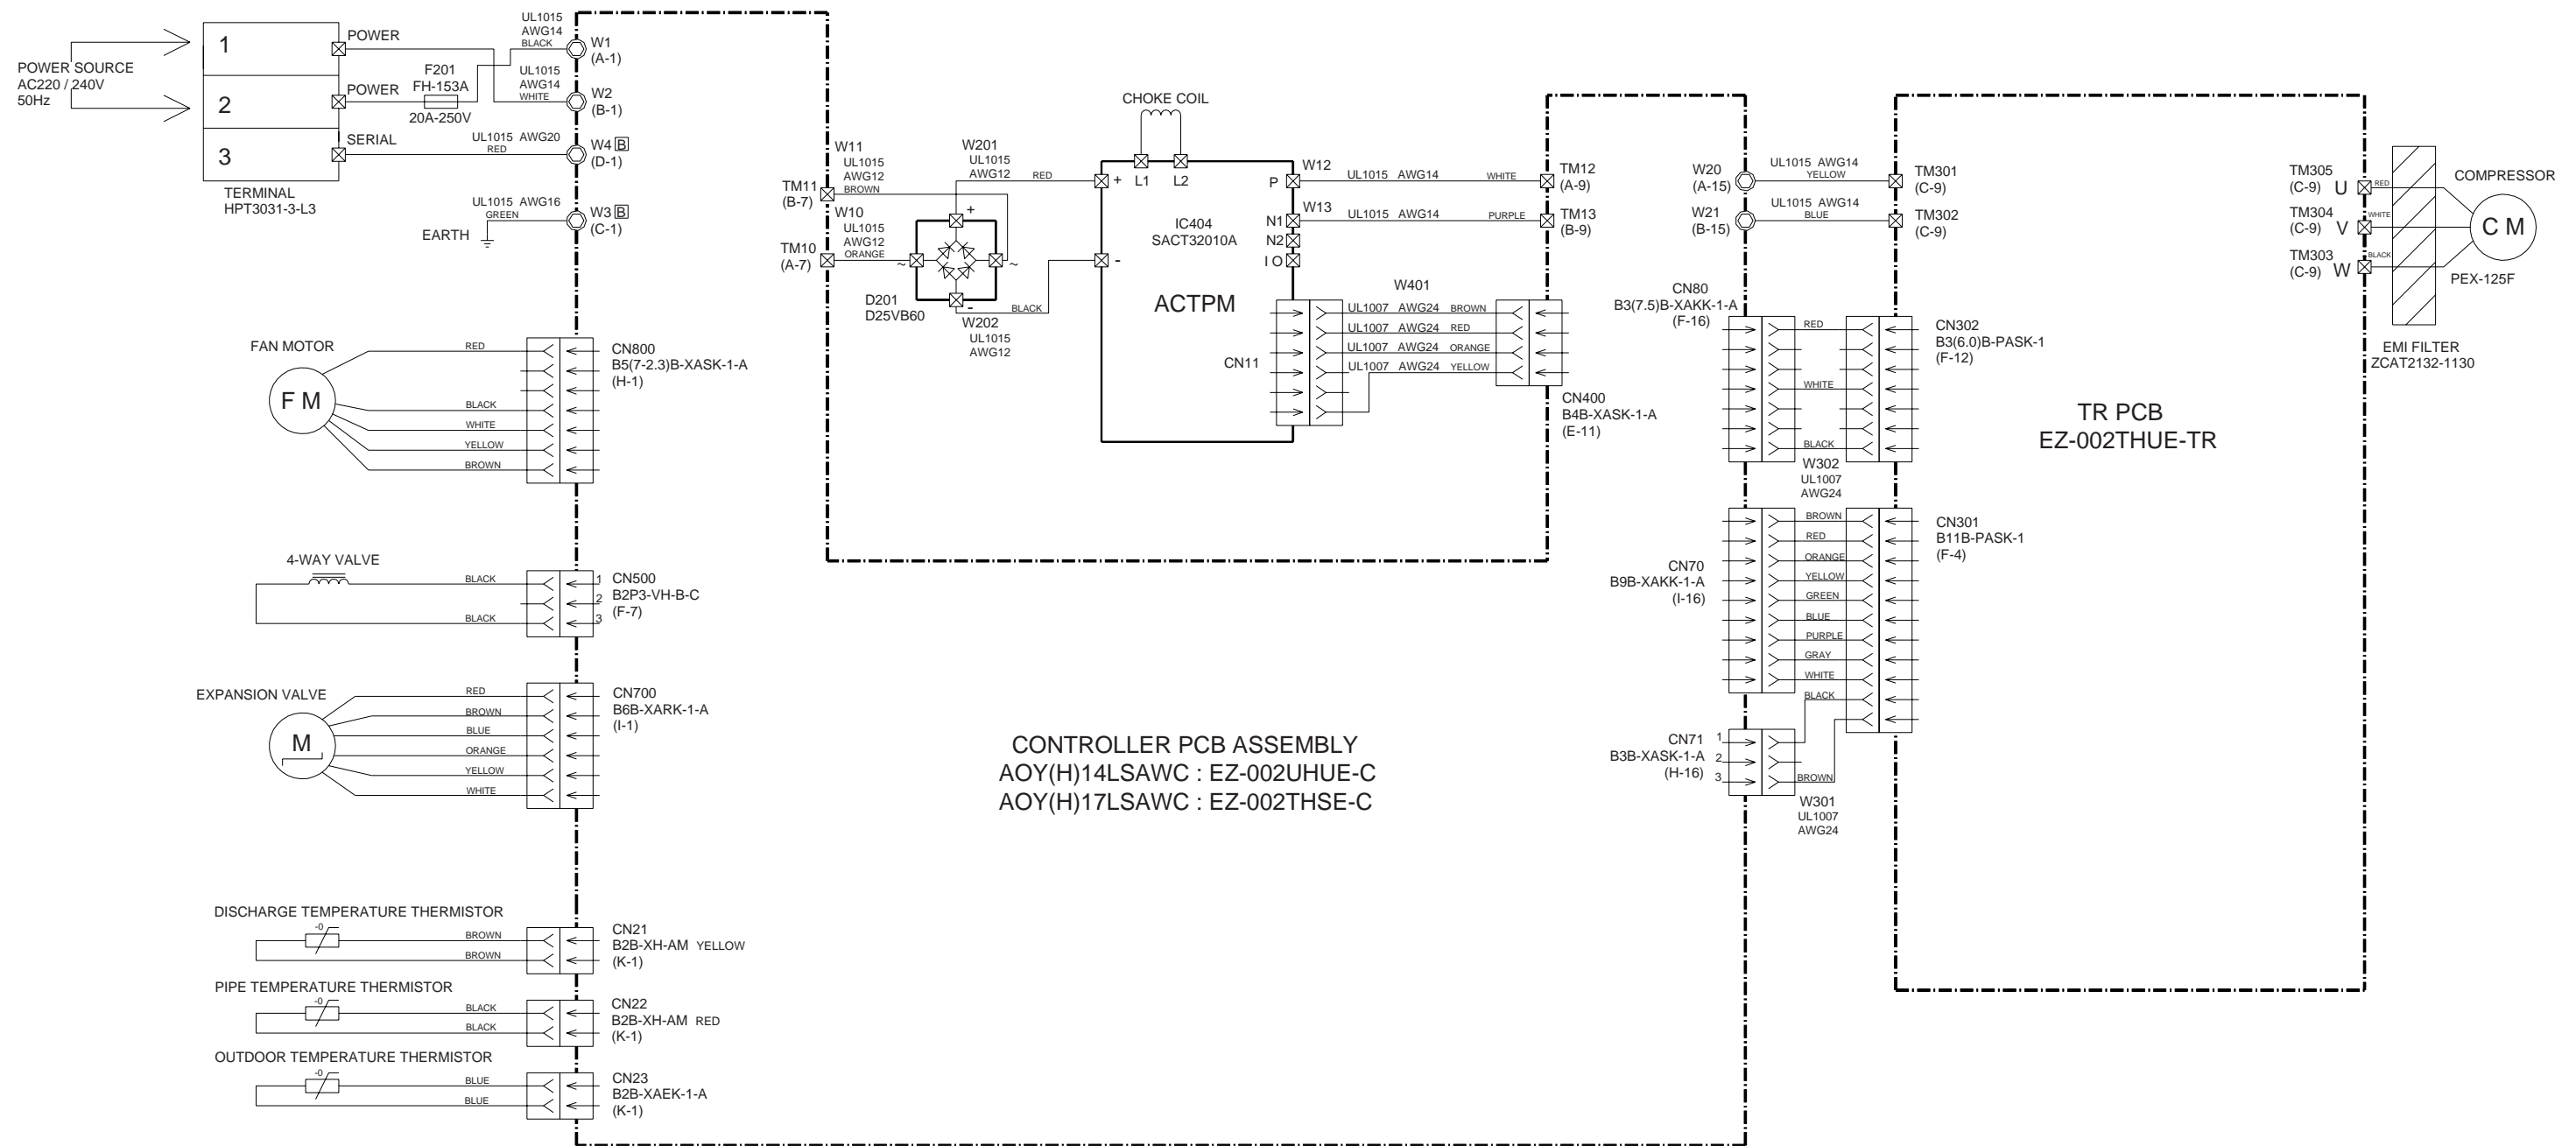 POWER SOURCE
AC220 / 240V
50Hz
1
2
3
TERMINAL
HPT3031-3-L3
POWER
POWER
SERIAL
F201
FH-153A
20A-250V
UL1015
AWG14
BLACK
W1
(A-1)
UL1015
AWG14
WHITE
W2
(B-1)
UL1015 AWG20
RED
W4 B
(D-1)
UL1015 AWG16
GREEN
W3 B
(C-1)
EARTH
FAN MOTOR
F M
RED
BLACK
WHITE
YELLOW
BROWN
CN800
B5(7-2.3)B-XASK-1-A
(H-1)
4-WAY VALVE
BLACK
BLACK
1
2
3
CN500
B2P3-VH-B-C
(F-7)
EXPANSION VALVE
M
RED
BROWN
BLUE
ORANGE
YELLOW
WHITE
CN700
B6B-XARK-1-A
(I-1)
DISCHARGE TEMPERATURE THERMISTOR
-0
BROWN
BROWN
CN21
B2B-XH-AM YELLOW
(K-1)
PIPE TEMPERATURE THERMISTOR
-0
BLACK
BLACK
CN22
B2B-XH-AM RED
(K-1)
OUTDOOR TEMPERATURE THERMISTOR
-0
BLUE
BLUE
CN23
B2B-XAEK-1-A
(K-1)
W11
UL1015
AWG12
BROWN
TM11
(B-7)
W10
UL1015
AWG12
ORANGE
TM10
(A-7)
W201
UL1015
AWG12
RED
+
~
~
-
D201
D25VB60
BLACK
W202
UL1015
AWG12
CHOKE COIL
L1
L2
+
-
P
N1
N2
I O
IC404
SACT32010A
ACTPM
CN11
W12
UL1015 AWG14 WHITE
TM12
(A-9)
W13
UL1015 AWG14 PURPLE
TM13
(B-9)
W401
UL1007 AWG24 BROWN
UL1007 AWG24 RED
UL1007 AWG24 ORANGE
UL1007 AWG24 YELLOW
CN400
B4B-XASK-1-A
(E-11)
CONTROLLER PCB ASSEMBLY
AOY(H)14LSAWC : EZ-002UHUE-C
AOY(H)17LSAWC : EZ-002THSE-C
W20
(A-15)
UL1015 AWG14
YELLOW
TM301
(C-9)
W21
(B-15)
UL1015 AWG14
BLUE
TM302
(C-9)
CN80
B3(7.5)B-XAKK-1-A
(F-16)
RED
WHITE
BLACK
CN302
B3(6.0)B-PASK-1
(F-12)
W302
UL1007
AWG24
CN70
B9B-XAKK-1-A
(I-16)
BROWN
RED
ORANGE
YELLOW
GREEN
BLUE
PURPLE
GRAY
WHITE
BLACK
CN301
B11B-PASK-1
(F-4)
CN71
B3B-XASK-1-A
(H-16)
1
2
3
BROWN
W301
UL1007
AWG24
TR PCB
EZ-002THUE-TR
TM305
(C-9) U
RED
TM304
(C-9) V
WHITE
TM303
(C-9) W
BLACK
COMPRESSOR
C M
PEX-125F
EMI FILTER
ZCAT2132-1130